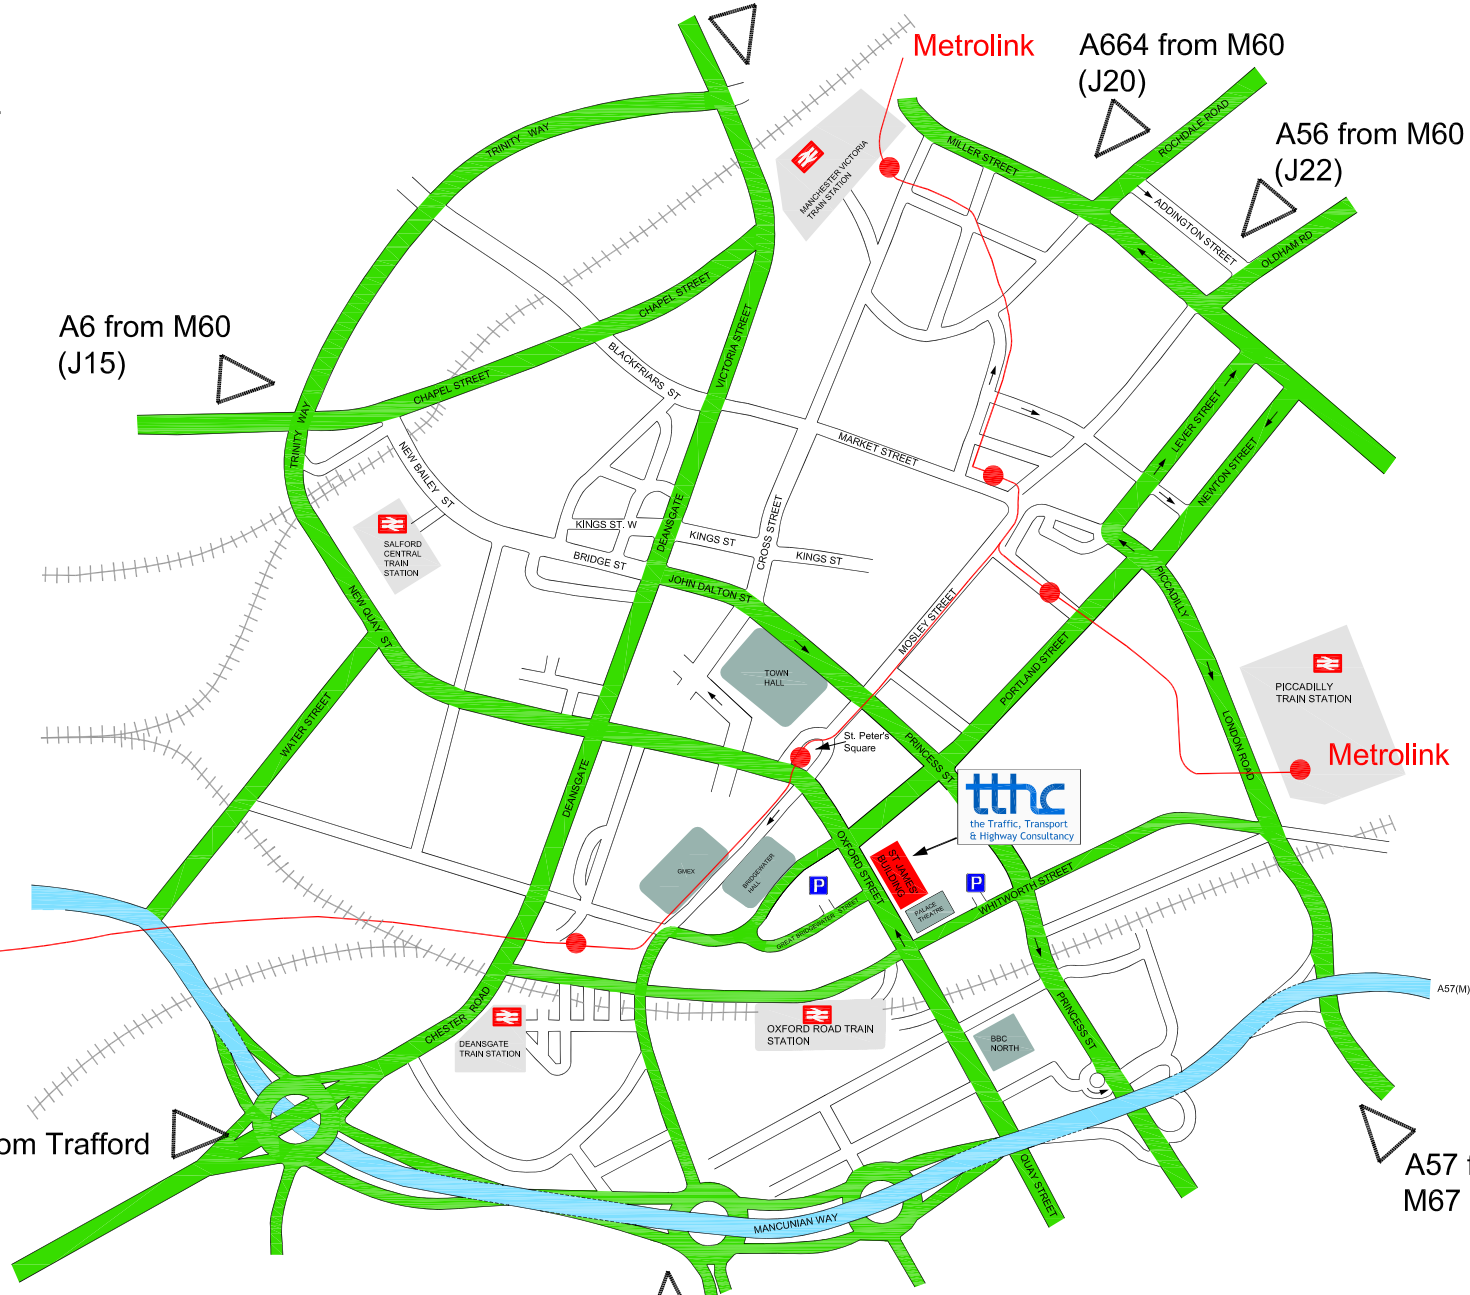 Metrolink
A664 from M60
(J20)
A56 from M60
(J22)
A6 from M60
(J15)
TRINITY WAY
MANCHESTER VICTORIA
TRAIN STATION
MILLER STREET
ROCHDALE ROAD
ADDINGTON STREET
OLDHAM RD
CHAPEL STREET
CHAPEL STREET
VICTORIA STREET
BLACKFRIARS ST
TRINITY WAY
NEW BAILEY ST
MARKET STREET
LEVER STREET
NEWTON STREET
SALFORD
CENTRAL
TRAIN
STATION
KINGS ST. W
KINGS ST
KINGS ST
BRIDGE ST
DEANSGATE
CROSS STREET
JOHN DALTON ST
NEW QUAY ST
MOSLEY STREET
PICCADILLY
PORTLAND STREET
TOWN
HALL
PICCADILLY
TRAIN STATION
WATER STREET
St. Peter's
Square
PRINCESS ST
LONDON ROAD
Metrolink
DEANSGATE
tthc
the Traffic, Transport
& Highway Consultancy
OXFORD STREET
ST JAMES'
BUILDING
GMEX
BRIDGEWATER
HALL
P
P
PALACE
THEATRE
WHITWORTH STREET
GREAT BRIDGEWATER STREET
CHESTER ROAD
DEANSGATE
TRAIN STATION
OXFORD ROAD TRAIN
STATION
BBC
NORTH
PRINCESS ST
A57(M)
om Trafford
QUAY STREET
MANCUNIAN WAY
A57 f
M67